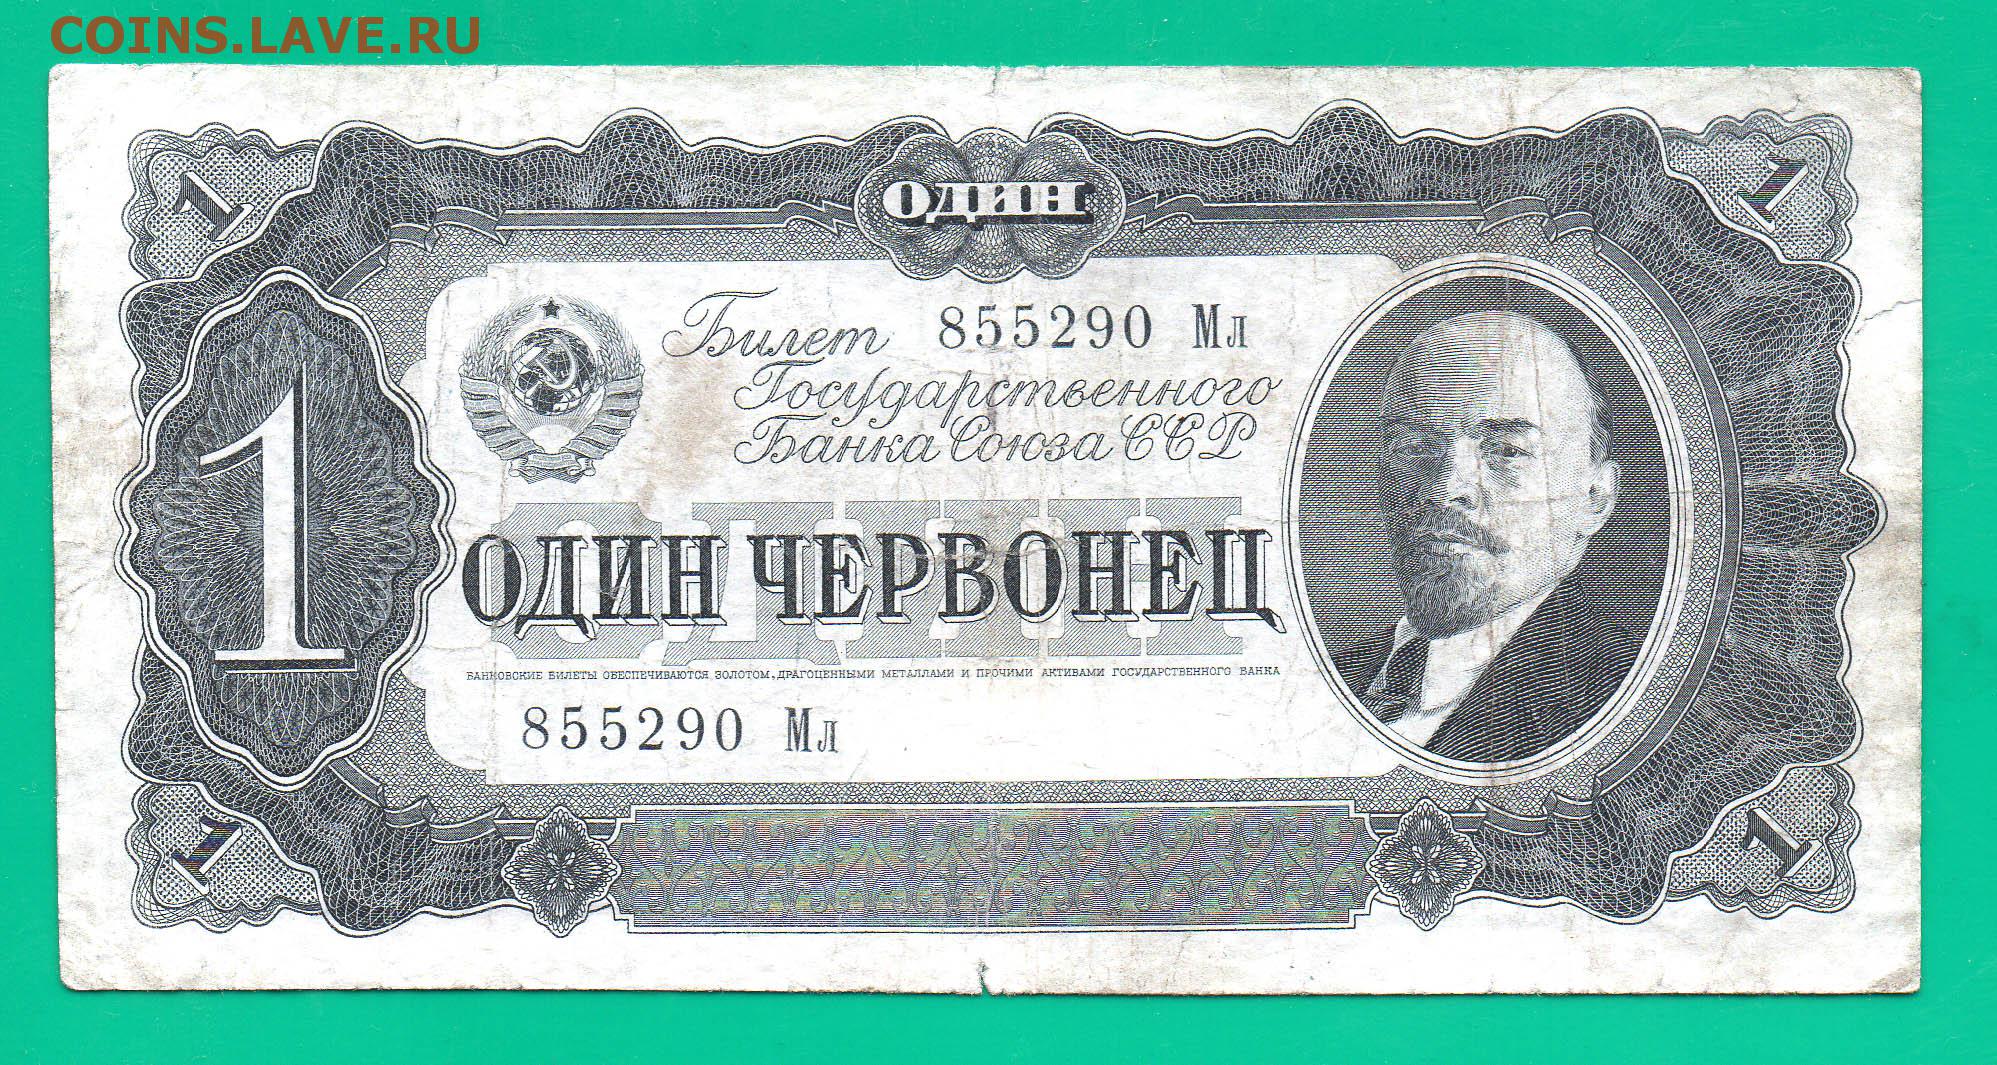 COINS.LAVE.RU
1 ОДИН 1
Билет 855290 Мл
Государственного
Банка Союза ССР
1
ОДИН
ОДИН ЧЕРВОНЕЦ
БАНКОВСКИЕ БИЛЕТЫ ОБЕСПЕЧИВАЮТСЯ ЗОЛОТОМ, ДРАГОЦЕННЫМИ МЕТАЛЛАМИ И ПРОЧИМИ АКТИВАМИ ГОСУДАРСТВЕННОГО БАНКА
855290 Мл
1 1